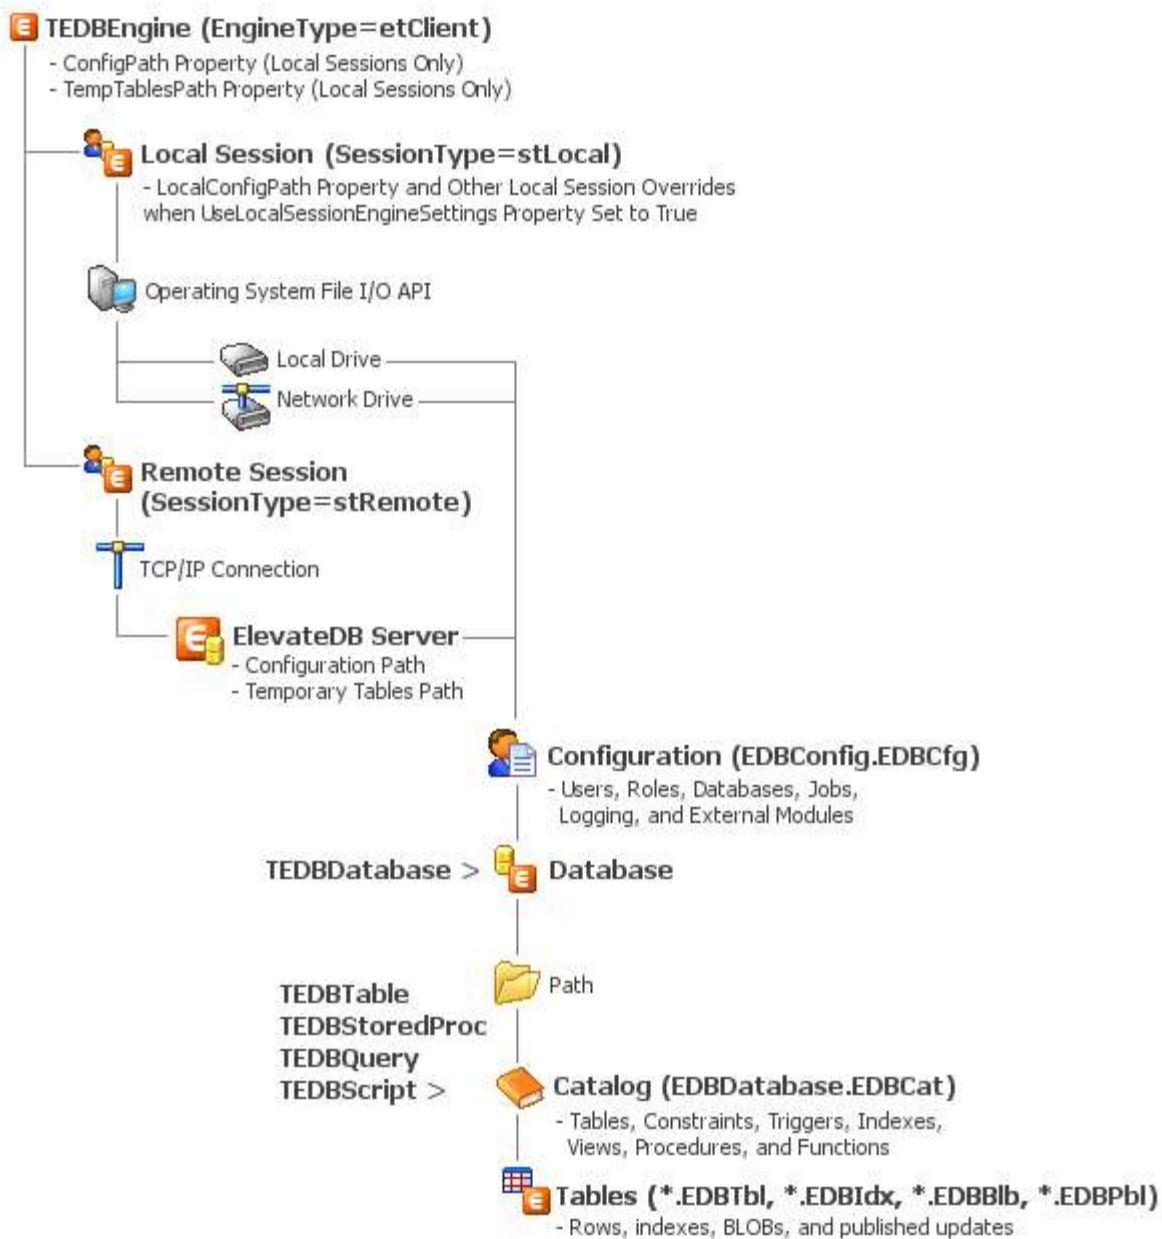 TEDBEngine (EngineType=etClient)
- ConfigPath Property (Local Sessions Only)
- TempTablesPath Property (Local Sessions Only)
Local Session (SessionType=stLocal)
- LocalConfigPath Property and Other Local Session Overrides
when UseLocalSessionEngineSettings Property Set to True
Operating System File I/O API
Local Drive
Network Drive
Remote Session
(SessionType=stRemote)
TCP/IP Connection
ElevateDB Server
- Configuration Path
- Temporary Tables Path
Configuration (EDBConfig.EDBCfg)
- Users, Roles, Databases, Jobs,
Logging, and External Modules
TEDBDatabase > Database
Path
TEDBTable
TEDBStoredProc
TEDBQuery
TEDBScript > Catalog (EDBDatabase.EDBCat)
- Tables, Constraints, Triggers, Indexes,
Views, Procedures, and Functions
Tables (*.EDBTbl, *.EDBIdx, *.EDBBlb, *.EDBPbl)
- Rows, indexes, BLOBs, and published updates